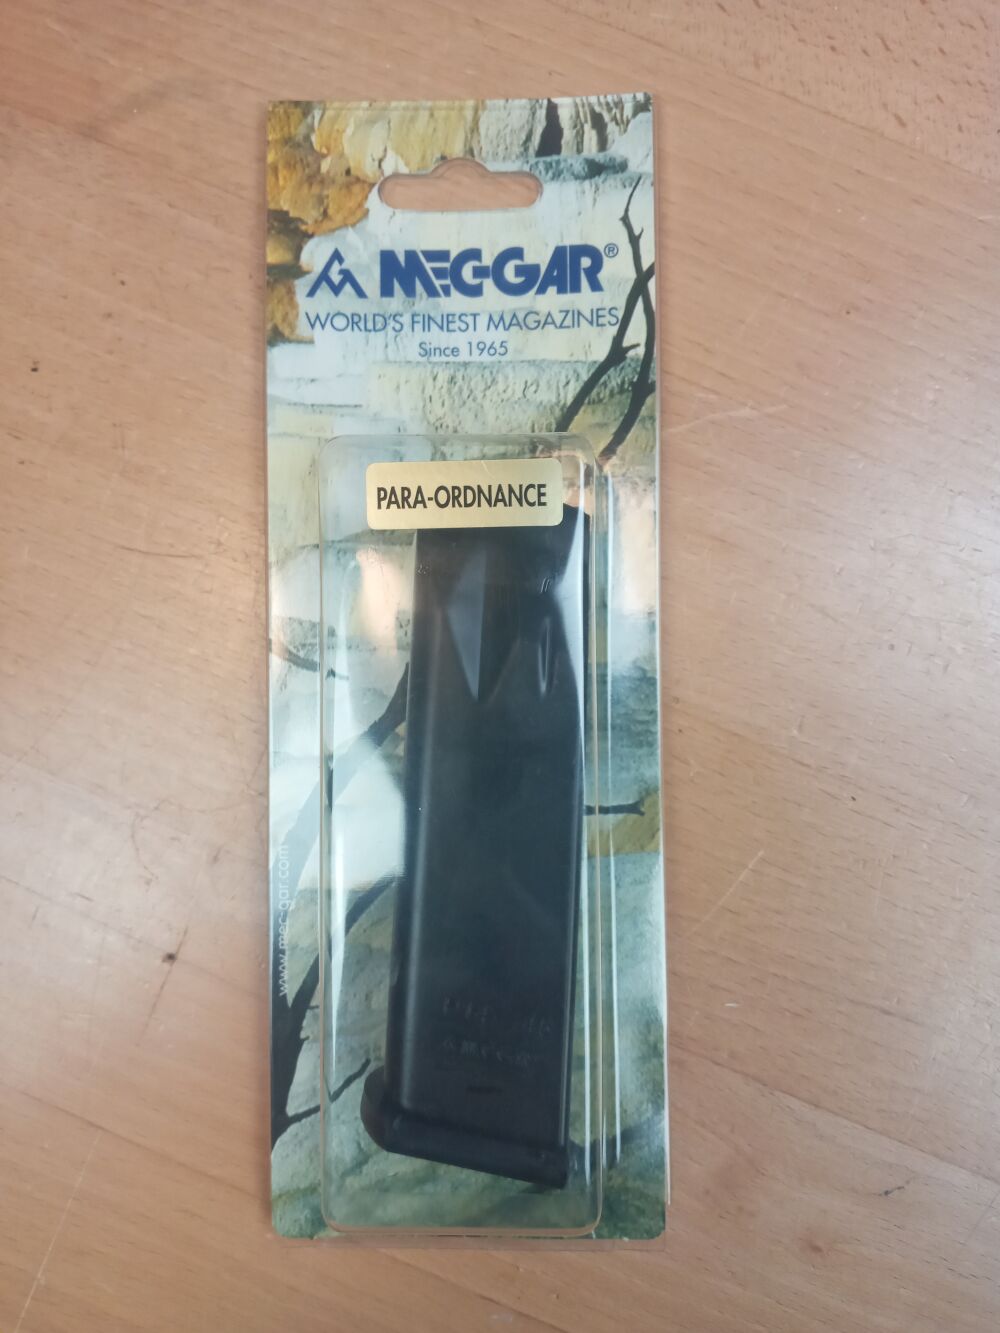 MEC-GAR®
WORLD'S FINEST MAGAZINES
Since 1965
PARA-ORDNANCE
www.mec-gar.com